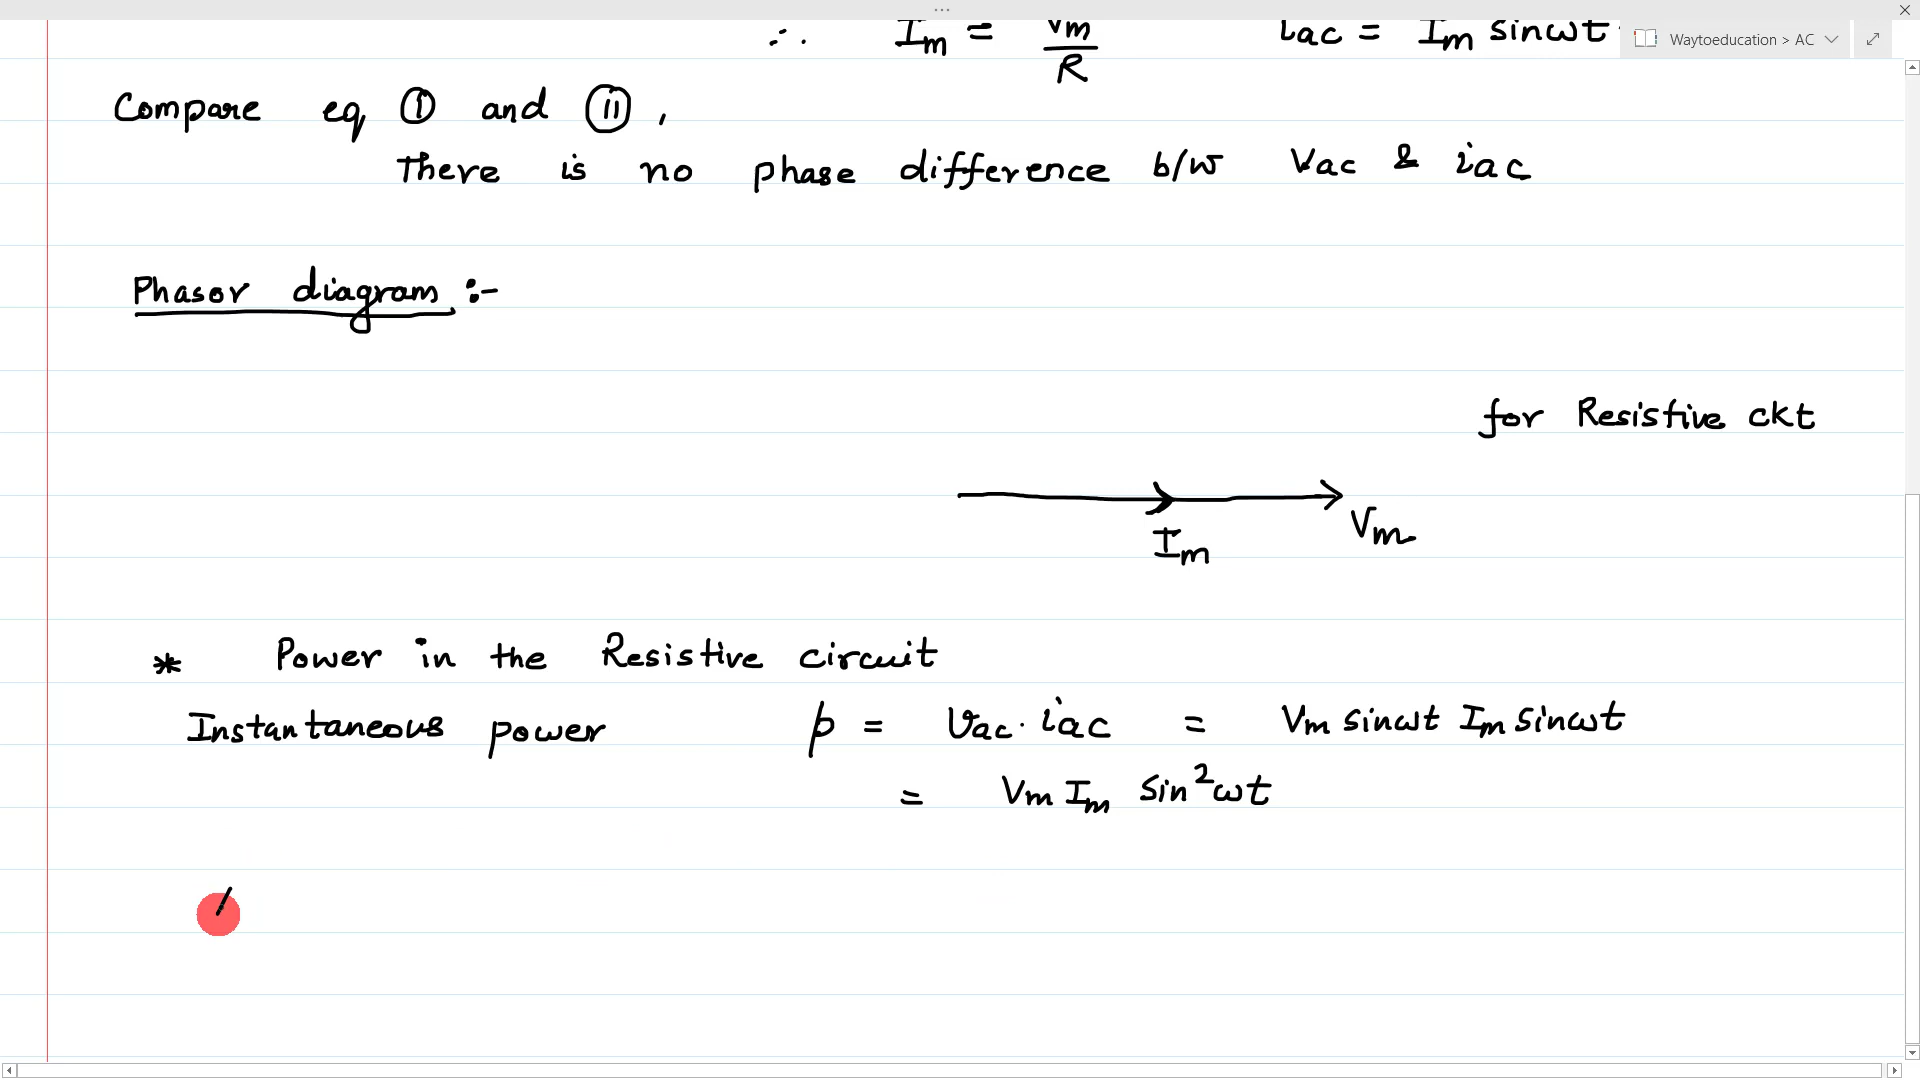 ∴ Im = Vm/R iac = Im sinωt
Waytoeducation > AC
Compare eq ① and ⓘⓘ,
There is no phase difference b/w Vac & iac
Phasor diagram :-
for Resistive ckt
Im Vm
* Power in the Resistive circuit
Instantaneous power p = Vac . iac = Vm sinωt Im sinωt
= Vm Im sin²ωt